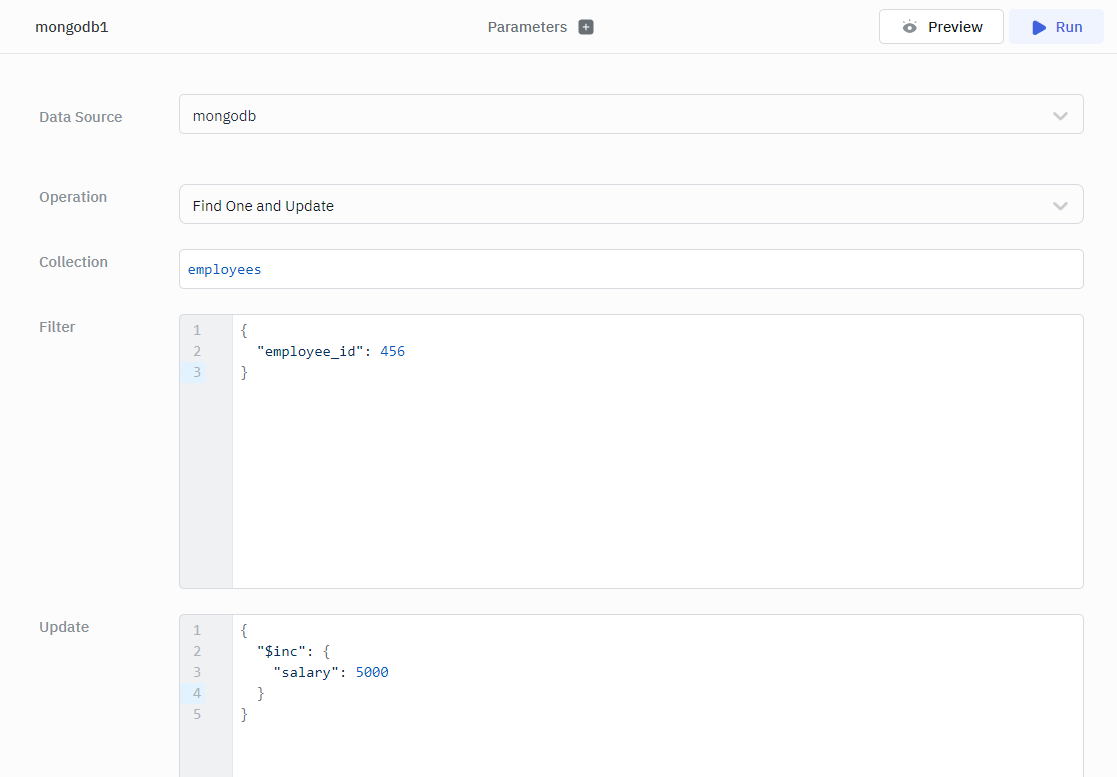 mongodb1
Parameters +
Preview
Run
Data Source
mongodb
Operation
Find One and Update
Collection
employees
Filter
1 {
2   "employee_id": 456
3 }
Update
1 {
2   "$inc": {
3     "salary": 5000
4   }
5 }